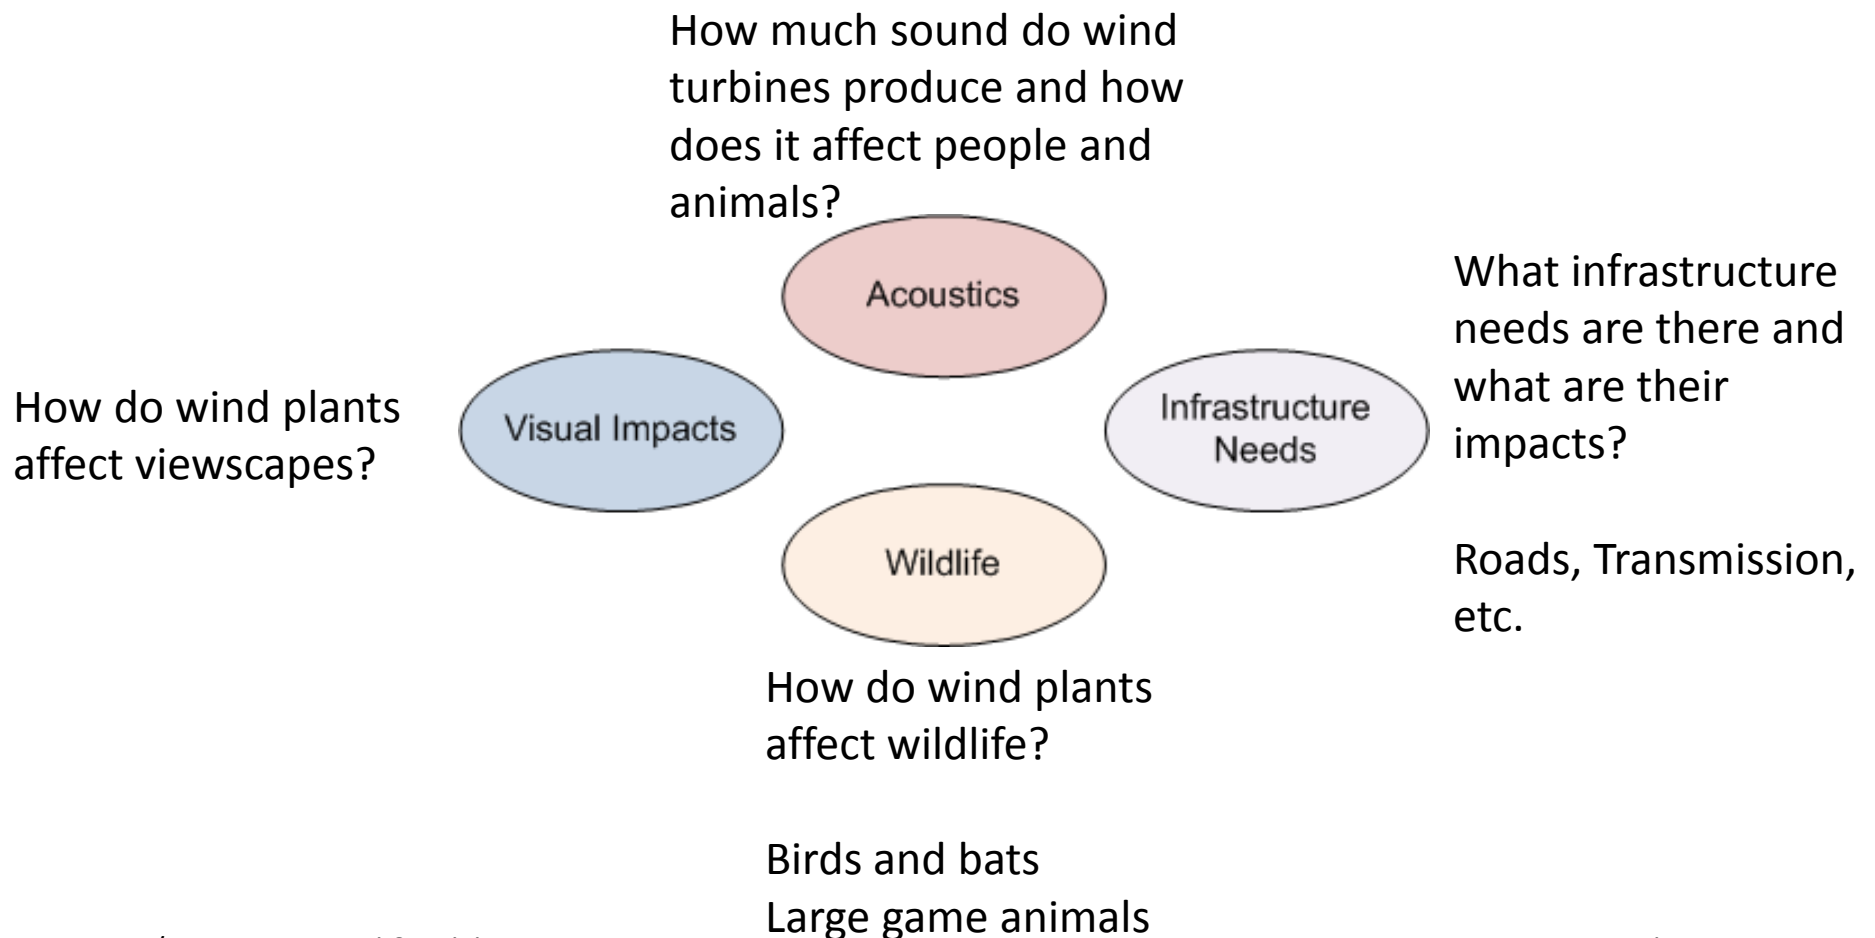 How much sound do wind
turbines produce and how
does it affect people and
animals?
Acoustics
What infrastructure
needs are there and
what are their
impacts?
Roads, Transmission,
etc.
Infrastructure
Needs
How do wind plants
affect viewscapes?
Visual Impacts
Wildlife
How do wind plants
affect wildlife?
Birds and bats
Large game animals